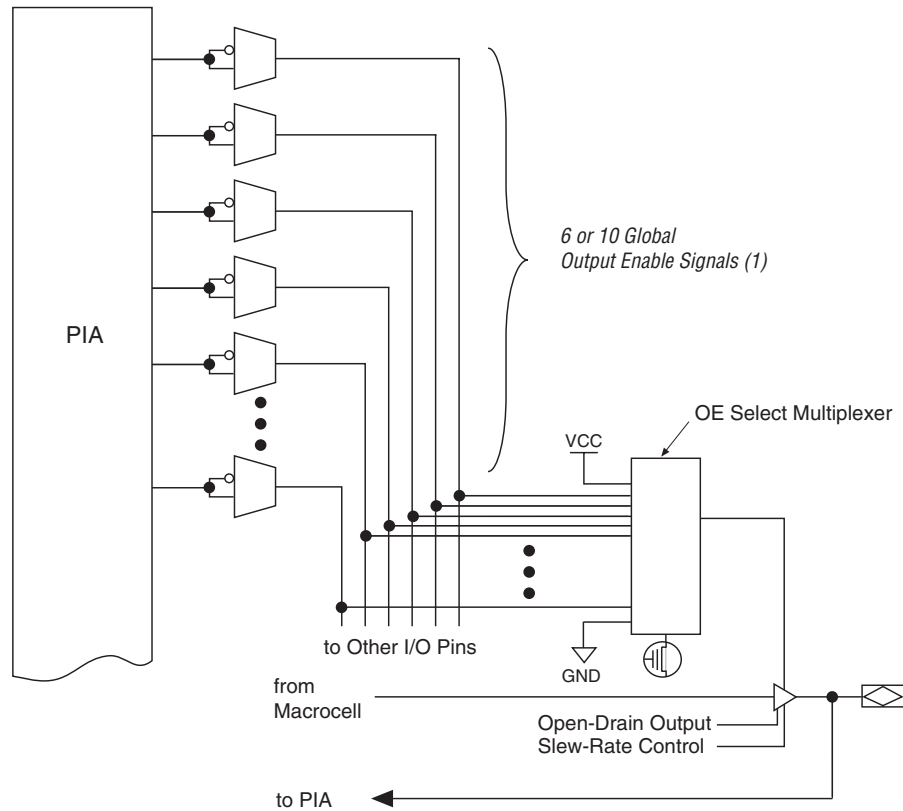 PIA
6 or 10 Global
Output Enable Signals (1)
OE Select Multiplexer
VCC
to Other I/O Pins
GND
from
Macrocell
Open-Drain Output
Slew-Rate Control
to PIA